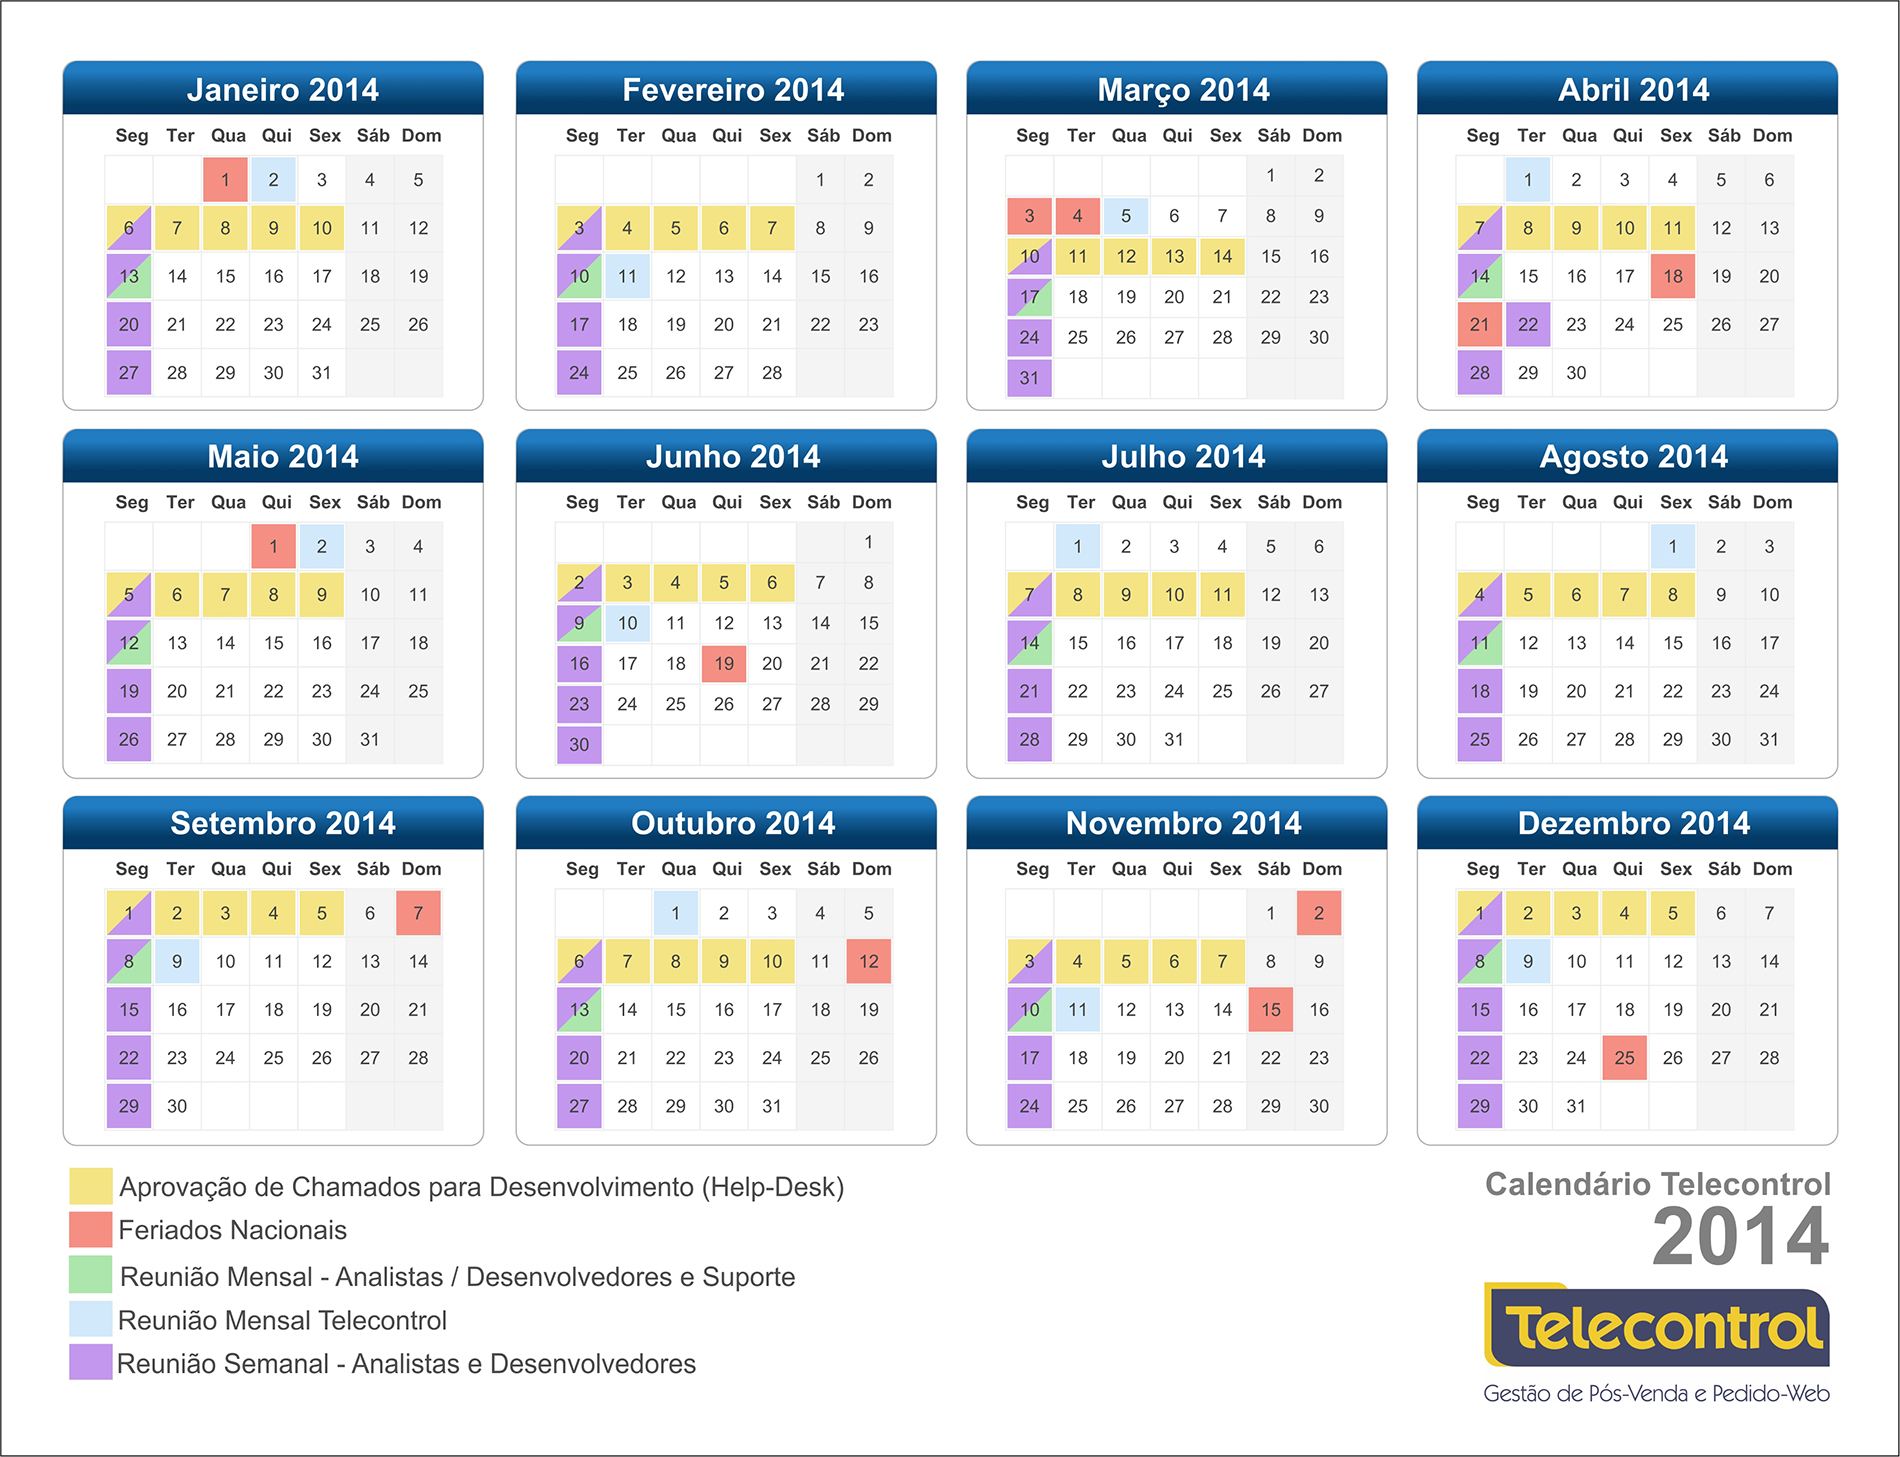 Janeiro 2014
Seg Ter Qua Qui Sex Sáb Dom
1 2 3 4 5
6 7 8 9 10 11 12
13 14 15 16 17 18 19
20 21 22 23 24 25 26
27 28 29 30 31
Fevereiro 2014
Seg Ter Qua Qui Sex Sáb Dom
1 2
3 4 5 6 7 8 9
10 11 12 13 14 15 16
17 18 19 20 21 22 23
24 25 26 27 28
Março 2014
Seg Ter Qua Qui Sex Sáb Dom
1 2
3 4 5 6 7 8 9
10 11 12 13 14 15 16
17 18 19 20 21 22 23
24 25 26 27 28 29 30
31
Abril 2014
Seg Ter Qua Qui Sex Sáb Dom
1 2 3 4 5 6
7 8 9 10 11 12 13
14 15 16 17 18 19 20
21 22 23 24 25 26 27
28 29 30
Maio 2014
Seg Ter Qua Qui Sex Sáb Dom
1 2 3 4
5 6 7 8 9 10 11
12 13 14 15 16 17 18
19 20 21 22 23 24 25
26 27 28 29 30 31
Junho 2014
Seg Ter Qua Qui Sex Sáb Dom
1
2 3 4 5 6 7 8
9 10 11 12 13 14 15
16 17 18 19 20 21 22
23 24 25 26 27 28 29
30
Julho 2014
Seg Ter Qua Qui Sex Sáb Dom
1 2 3 4 5 6
7 8 9 10 11 12 13
14 15 16 17 18 19 20
21 22 23 24 25 26 27
28 29 30 31
Agosto 2014
Seg Ter Qua Qui Sex Sáb Dom
1 2 3
4 5 6 7 8 9 10
11 12 13 14 15 16 17
18 19 20 21 22 23 24
25 26 27 28 29 30 31
Setembro 2014
Seg Ter Qua Qui Sex Sáb Dom
1 2 3 4 5 6 7
8 9 10 11 12 13 14
15 16 17 18 19 20 21
22 23 24 25 26 27 28
29 30
Outubro 2014
Seg Ter Qua Qui Sex Sáb Dom
1 2 3 4 5
6 7 8 9 10 11 12
13 14 15 16 17 18 19
20 21 22 23 24 25 26
27 28 29 30 31
Novembro 2014
Seg Ter Qua Qui Sex Sáb Dom
1 2
3 4 5 6 7 8 9
10 11 12 13 14 15 16
17 18 19 20 21 22 23
24 25 26 27 28 29 30
Dezembro 2014
Seg Ter Qua Qui Sex Sáb Dom
1 2 3 4 5 6 7
8 9 10 11 12 13 14
15 16 17 18 19 20 21
22 23 24 25 26 27 28
29 30 31
Aprovação de Chamados para Desenvolvimento (Help-Desk)
Feriados Nacionais
Reunião Mensal - Analistas / Desenvolvedores e Suporte
Reunião Mensal Telecontrol
Reunião Semanal - Analistas e Desenvolvedores
Calendário Telecontrol
2014
Telecontrol
Gestão de Pós-Venda e Pedido-Web